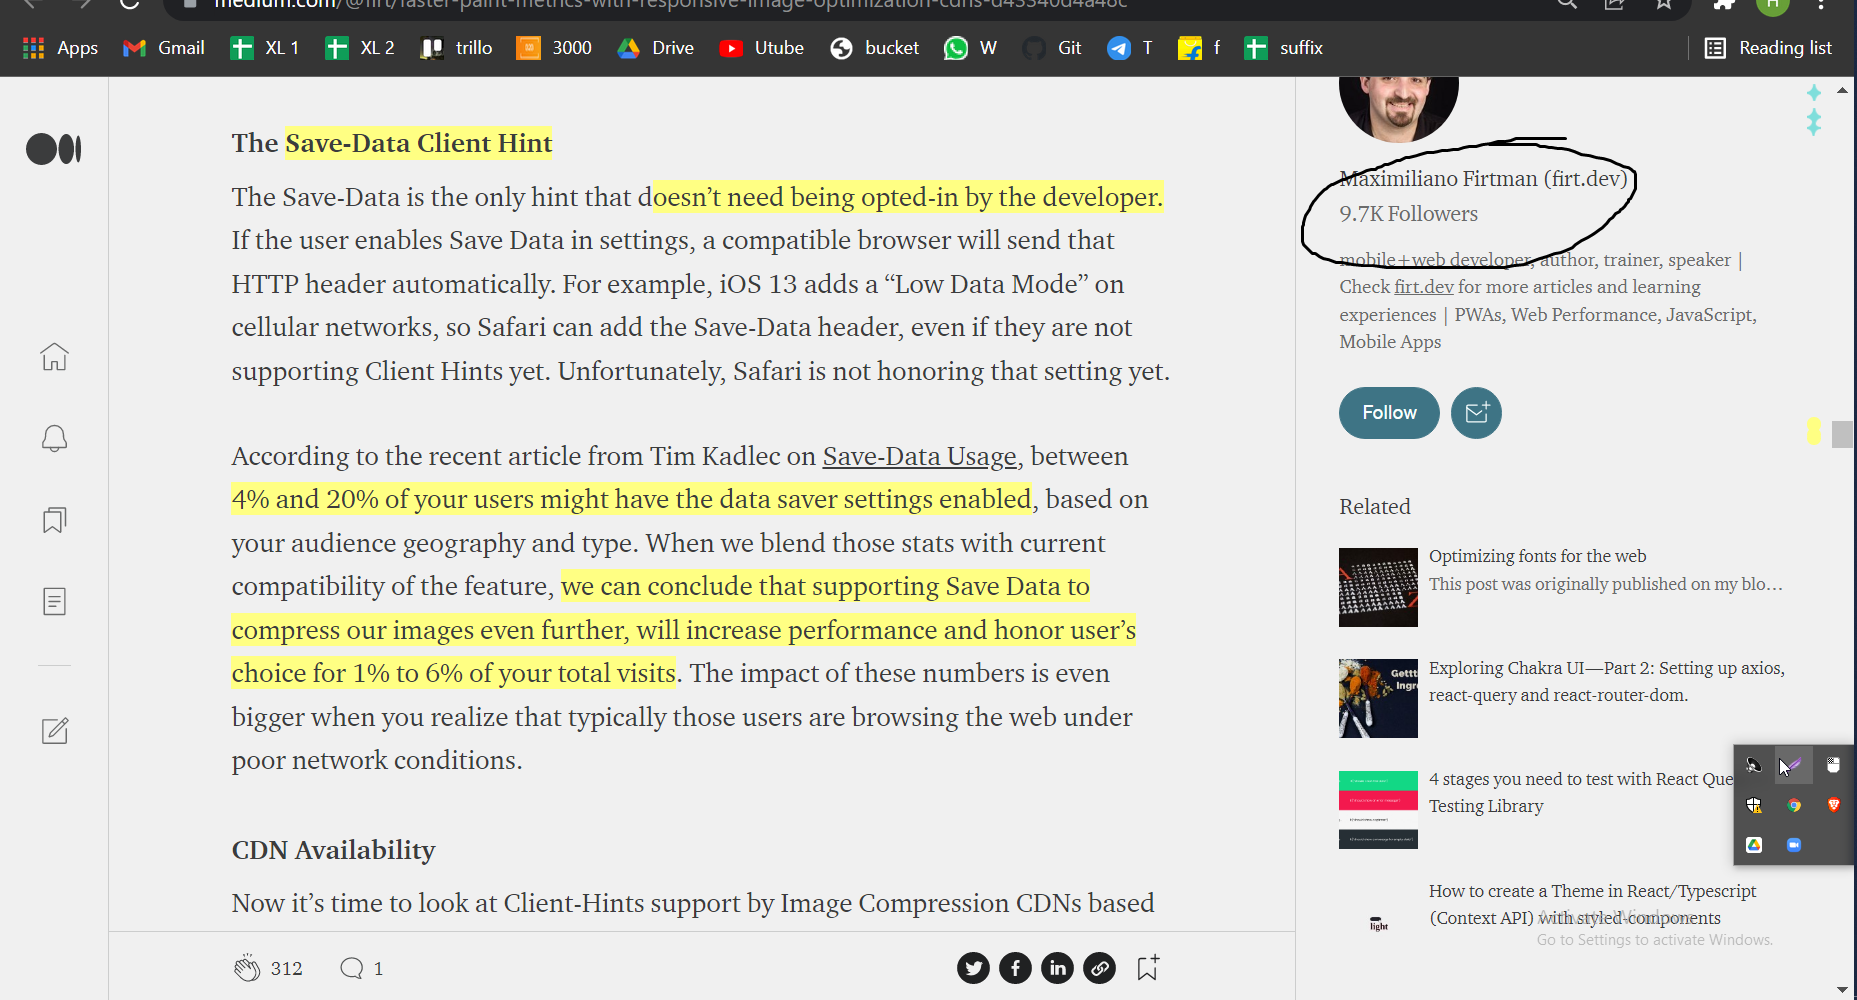 medium.com/@firt/faster-paint-metrics-with-responsive-image-optimization-cdns-d43340d4a48c
H
Apps
Gmail
XL 1
XL 2
trillo
3000
Drive
Utube
bucket
W
Git
T
f
suffix
Reading list
The Save-Data Client Hint
The Save-Data is the only hint that doesn’t need being opted-in by the developer.
If the user enables Save Data in settings, a compatible browser will send that
HTTP header automatically. For example, iOS 13 adds a “Low Data Mode” on
cellular networks, so Safari can add the Save-Data header, even if they are not
supporting Client Hints yet. Unfortunately, Safari is not honoring that setting yet.
According to the recent article from Tim Kadlec on Save-Data Usage, between
4% and 20% of your users might have the data saver settings enabled, based on
your audience geography and type. When we blend those stats with current
compatibility of the feature, we can conclude that supporting Save Data to
compress our images even further, will increase performance and honor user’s
choice for 1% to 6% of your total visits. The impact of these numbers is even
bigger when you realize that typically those users are browsing the web under
poor network conditions.
CDN Availability
Now it’s time to look at Client-Hints support by Image Compression CDNs based
312
1
Maximiliano Firtman (firt.dev)
9.7K Followers
mobile+web developer, author, trainer, speaker |
Check firt.dev for more articles and learning
experiences | PWAs, Web Performance, JavaScript,
Mobile Apps
Follow
Related
Optimizing fonts for the web
This post was originally published on my blo…
Gettt
Ingr
Exploring Chakra UI—Part 2: Setting up axios,
react-query and react-router-dom.
4 stages you need to test with React Que
Testing Library
light
How to create a Theme in React/Typescript
(Context API) with styled-components
Activate Windows
Go to Settings to activate Windows.